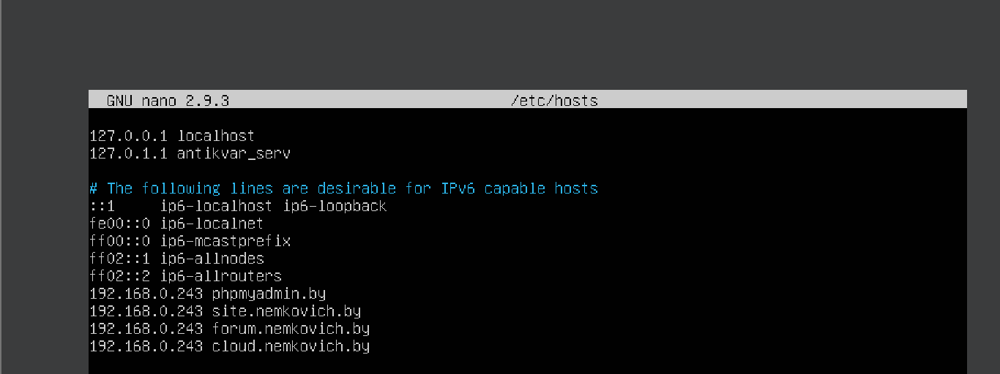 GNU nano 2.9.3 /etc/hosts
127.0.0.1 localhost
127.0.1.1 antikvar_serv
# The following lines are desirable for IPv6 capable hosts
::1     ip6-localhost ip6-loopback
fe00::0 ip6-localnet
ff00::0 ip6-mcastprefix
ff02::1 ip6-allnodes
ff02::2 ip6-allrouters
192.168.0.243 phpmyadmin.by
192.168.0.243 site.nemkovich.by
192.168.0.243 forum.nemkovich.by
192.168.0.243 cloud.nemkovich.by